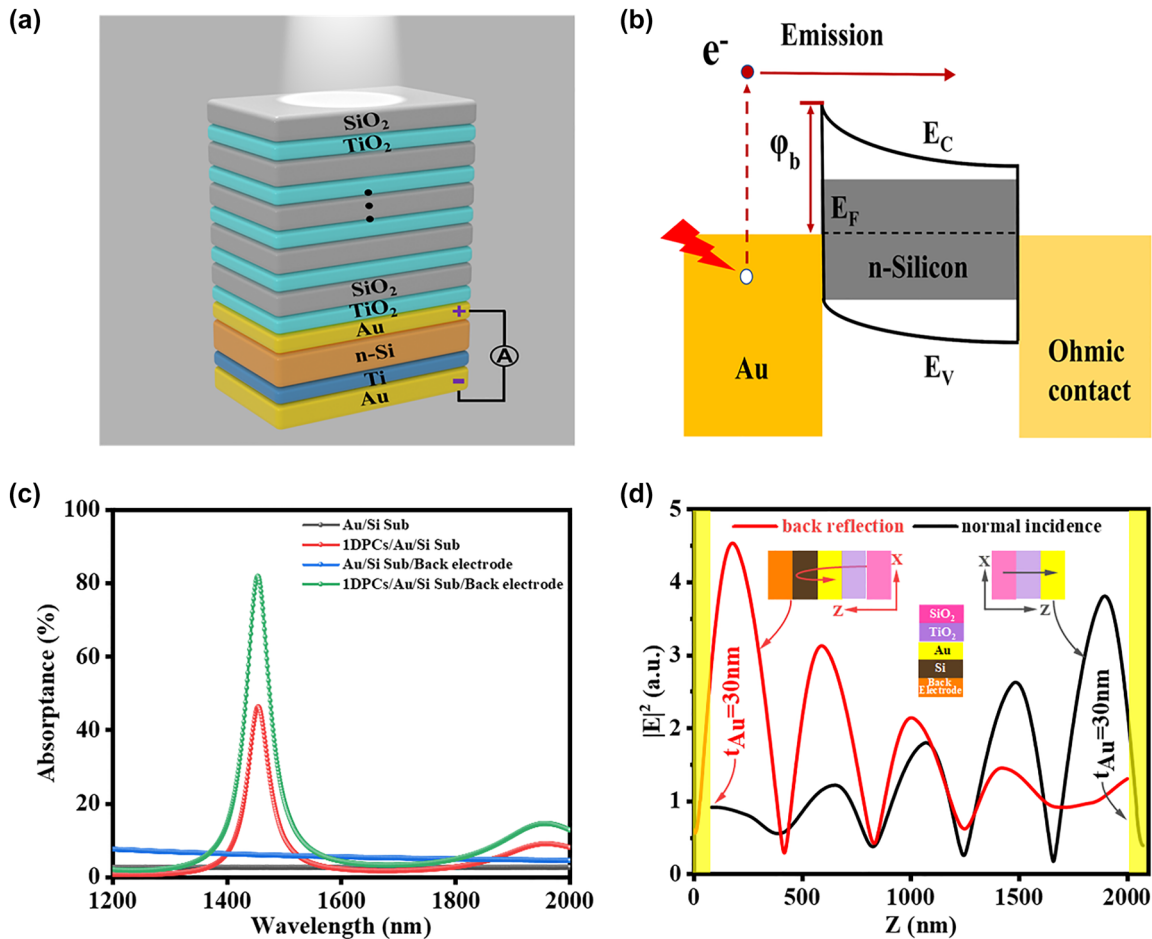 (a)
SiO2
TiO2
SiO2
TiO2
Au
+
n-Si
A
Ti
-
Au
(b)
e-
Emission
φb
EC
EF
n-Silicon
Au
EV
Ohmic
contact
(c)
100
80
60
40
20
0
Absorptance (%)
Au/Si Sub
1DPCs/Au/Si Sub
Au/Si Sub/Back electrode
1DPCs/Au/Si Sub/Back electrode
1200
1400
1600
1800
2000
Wavelength (nm)
(d)
5
4
3
2
1
0
|E|² (a.u.)
back reflection
normal incidence
X
Z
X
Z
SiO2
TiO2
Au
Si
Back
Electrode
tAu=30nm
tAu=30nm
0
500
1000
1500
2000
Z (nm)